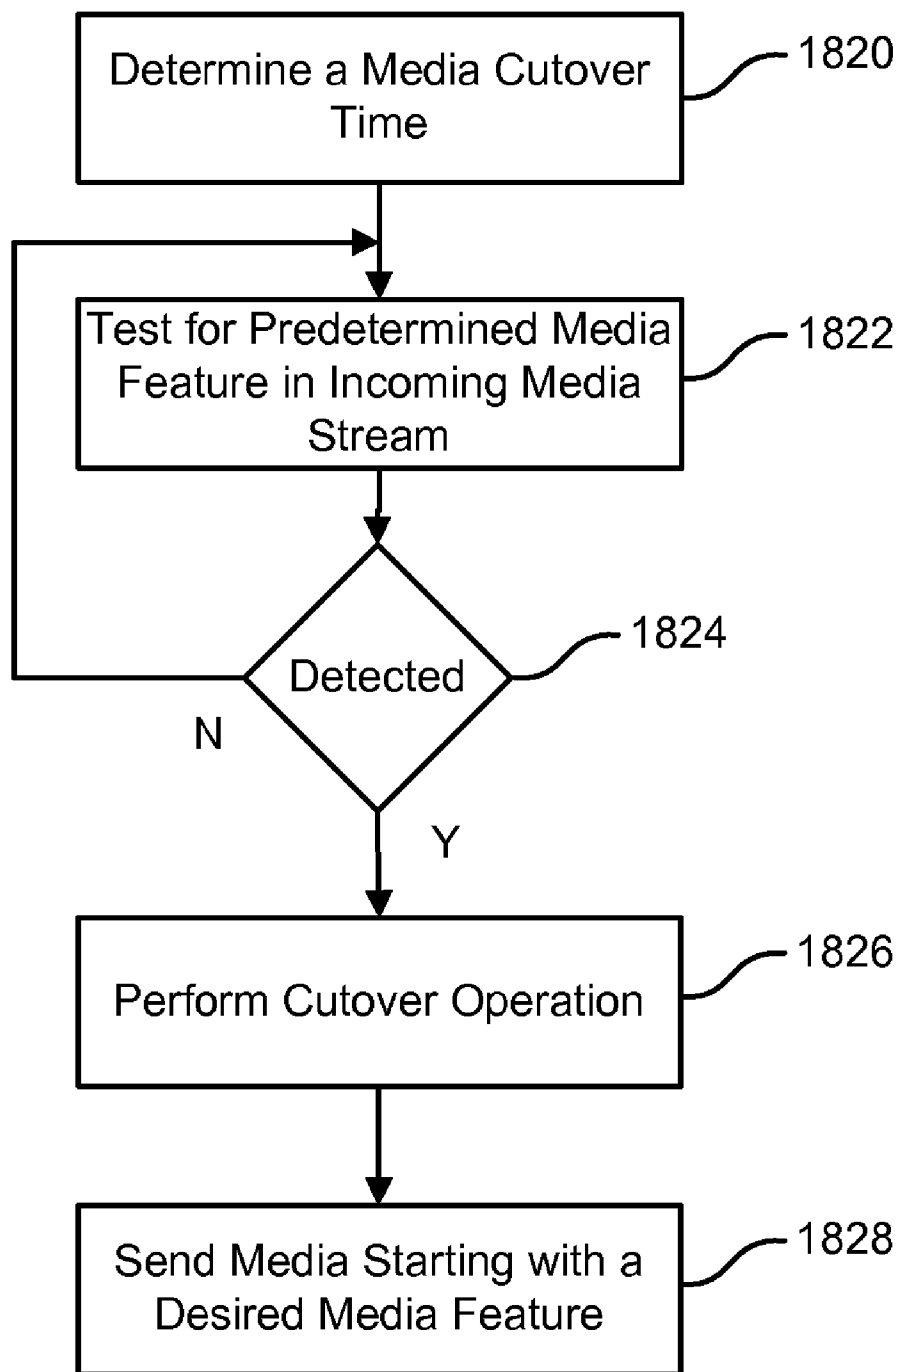 Determine a Media Cutover
Time
1820
Test for Predetermined Media
Feature in Incoming Media
Stream
1822
Detected
1824
N
Y
Perform Cutover Operation
1826
Send Media Starting with a
Desired Media Feature
1828